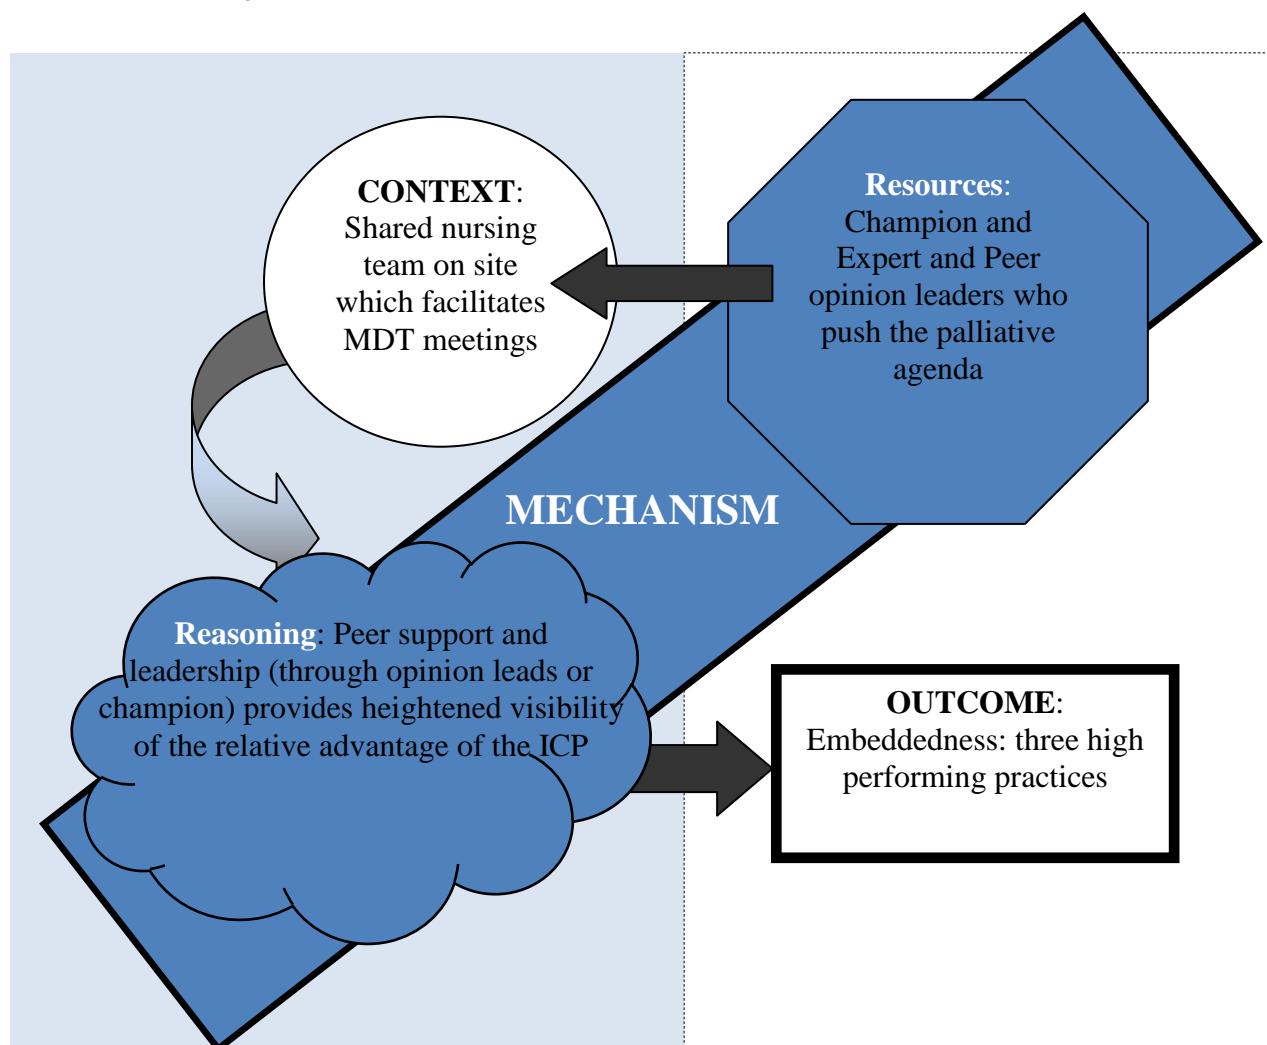 CONTEXT:
Shared nursing
team on site
which facilitates
MDT meetings
Resources:
Champion and
Expert and Peer
opinion leaders who
push the palliative
agenda
MECHANISM
Reasoning: Peer support and
leadership (through opinion leads or
champion) provides heightened visibility
of the relative advantage of the ICP
OUTCOME:
Embeddedness: three high
performing practices